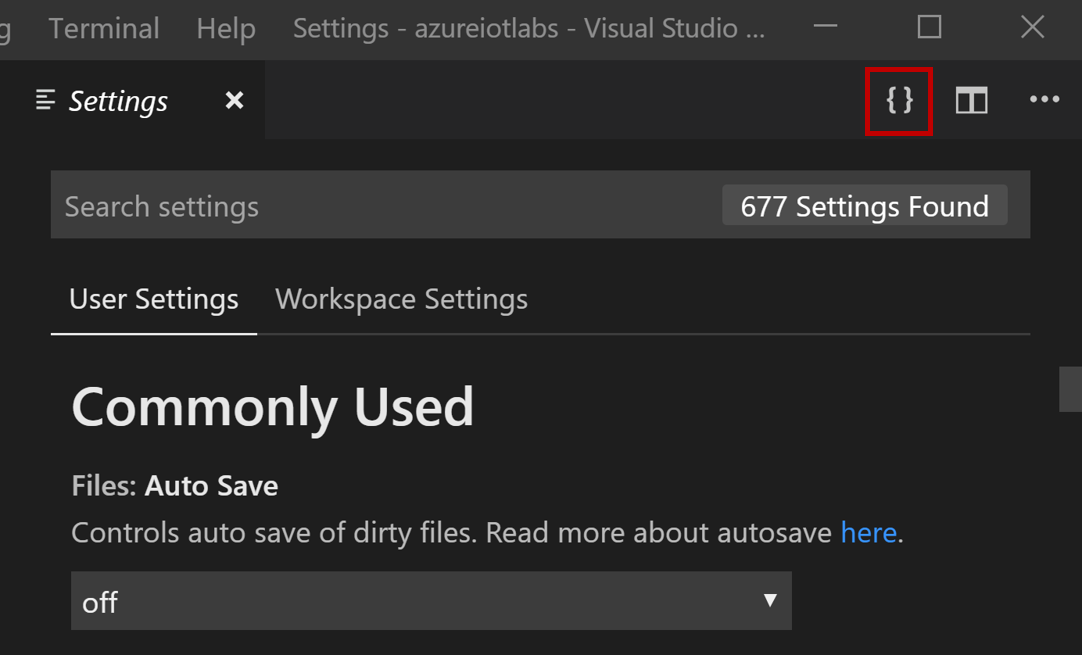 g Terminal Help Settings - azureiotlabs - Visual Studio ...
Settings
{ }
Search settings 677 Settings Found
User Settings Workspace Settings
Commonly Used
Files: Auto Save
Controls auto save of dirty files. Read more about autosave here.
off